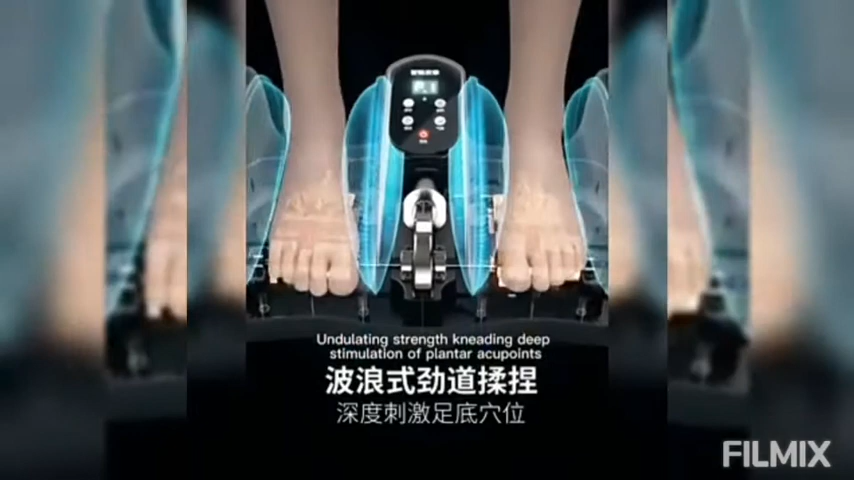 P.1
Undulating strength kneading deep
stimulation of plantar acupoints
波浪式劲道揉捏
深度刺激足底穴位
FILMIX